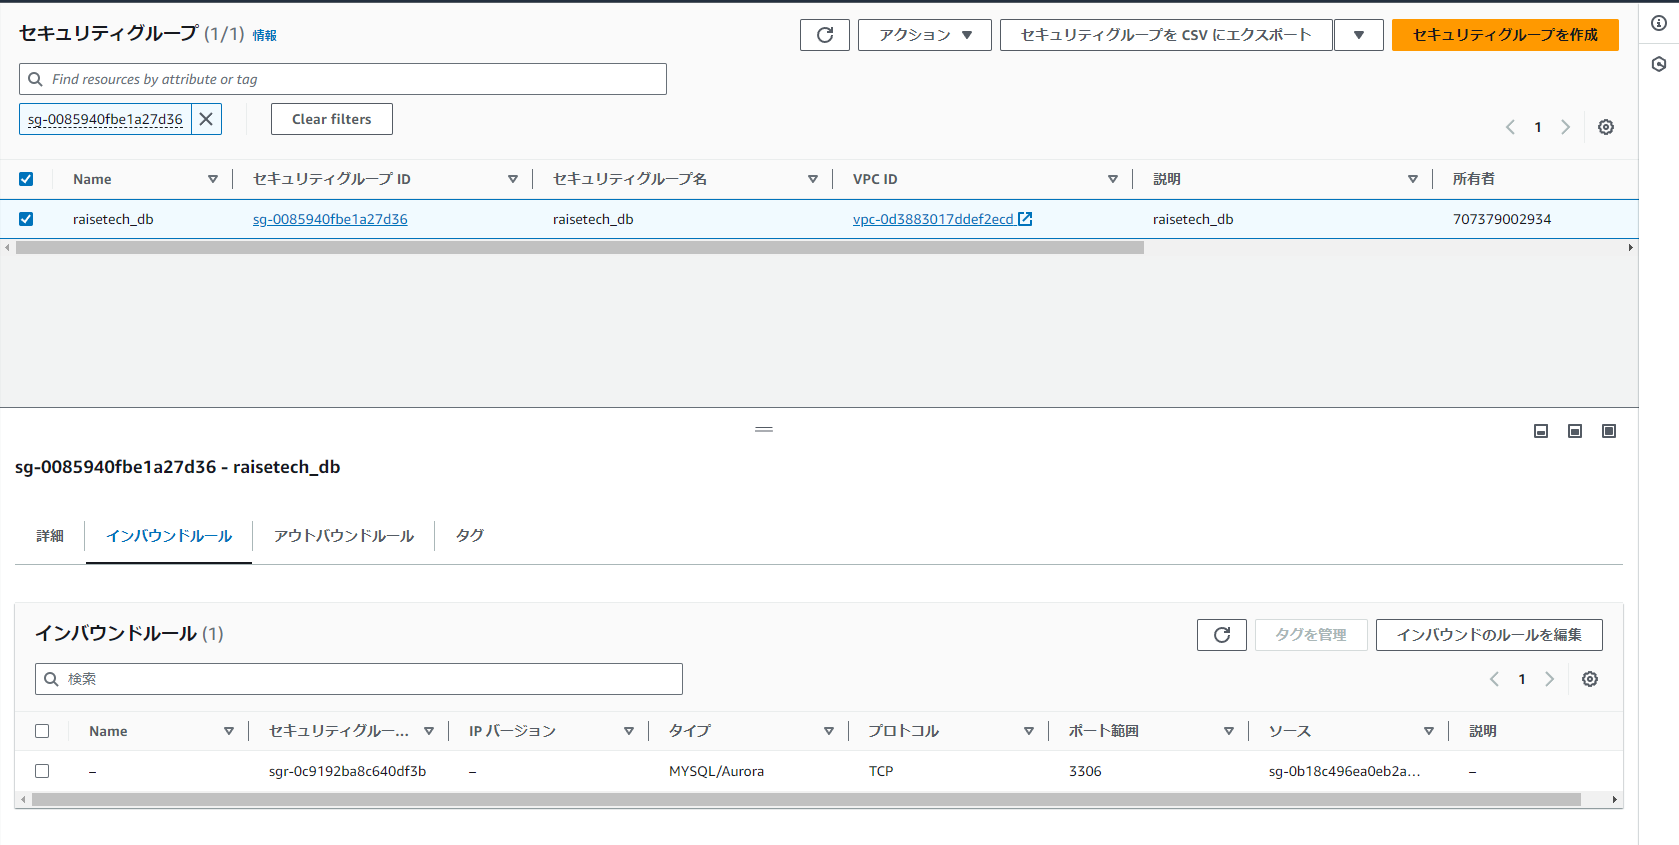 セキュリティグループ (1/1) 情報
アクション
セキュリティグループを CSV にエクスポート
セキュリティグループを作成
Find resources by attribute or tag
sg-0085940fbe1a27d36
Clear filters
1
Name セキュリティグループ ID セキュリティグループ名 VPC ID 説明 所有者
raisetech_db sg-0085940fbe1a27d36 raisetech_db vpc-0d3883017ddef2ecd raisetech_db 707379002934
sg-0085940fbe1a27d36 - raisetech_db
詳細 インバウンドルール アウトバウンドルール タグ
インバウンドルール (1)
タグを管理
インバウンドのルールを編集
検索
1
Name セキュリティグルー... IP バージョン タイプ プロトコル ポート範囲 ソース 説明
– sgr-0c9192ba8c640df3b – MYSQL/Aurora TCP 3306 sg-0b18c496ea0eb2a... –